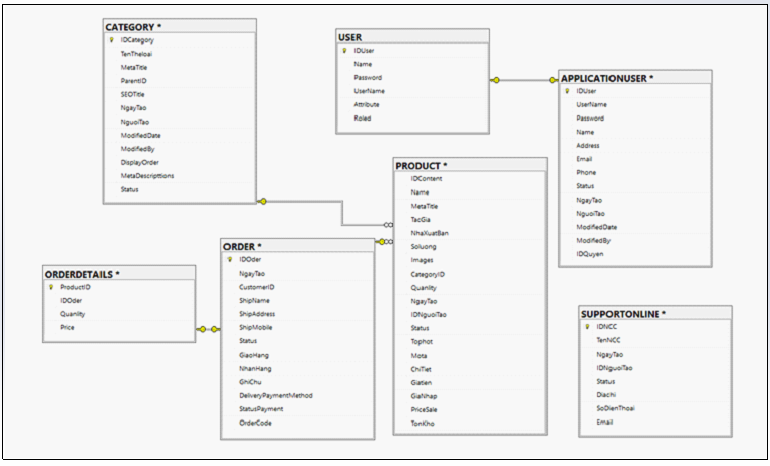 CATEGORY *
IDCategory
TenTheloai
MetaTitle
ParentID
SEOTitle
NgayTao
NguoiTao
ModifiedDate
ModifiedBy
DisplayOrder
MetaDescripttions
Status
USER
IDUser
Name
Password
UserName
Attribute
Roled
APPLICATIONUSER *
IDUser
UserName
Password
Name
Address
Email
Phone
Status
NgayTao
NguoiTao
ModifiedDate
ModifiedBy
IDQuyen
PRODUCT *
IDContent
Name
MetaTitle
TacGia
NhaXuatBan
Soluong
Images
CategoryID
Quanlity
NgayTao
IDNguoiTao
Status
Tophot
Mota
ChiTiet
Giatien
GiaNhap
PriceSale
TonKho
ORDER *
IDOder
NgayTao
CustomerID
ShipName
ShipAddress
ShipMobile
Status
GiaoHang
NhanHang
GhiChu
DeliveryPaymentMethod
StatusPayment
OrderCode
ORDERDETAILS *
ProductID
IDOder
Quanlity
Price
SUPPORTONLINE *
IDNCC
TenNCC
NgayTao
IDNguoiTao
Status
Diachi
SoDienThoai
Email